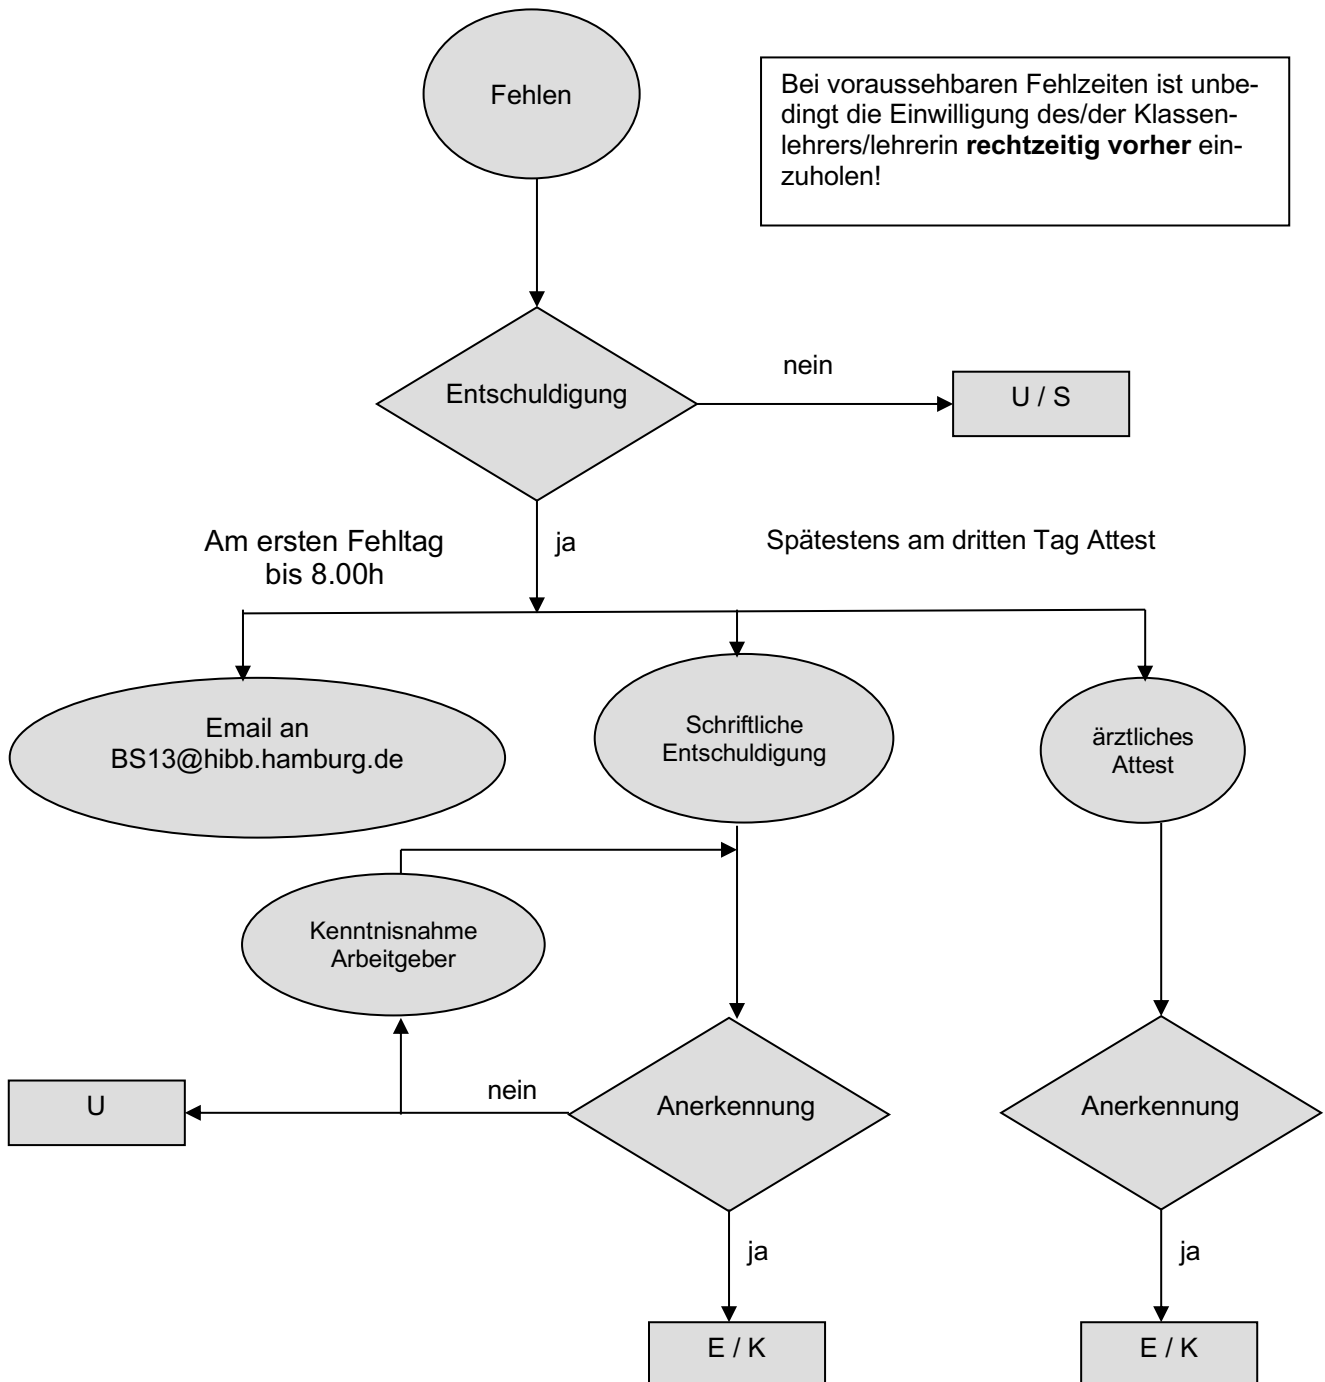 Fehlen
Bei voraussehbaren Fehlzeiten ist unbe-
dingt die Einwilligung des/der Klassen-
lehrers/lehrerin rechtzeitig vorher ein-
zuholen!
Entschuldigung
nein
U / S
Am ersten Fehltag
bis 8.00h
ja
Spätestens am dritten Tag Attest
Email an
BS13@hibb.hamburg.de
Schriftliche
Entschuldigung
ärztliches
Attest
Kenntnisnahme
Arbeitgeber
U
nein
Anerkennung
Anerkennung
ja
ja
E / K
E / K